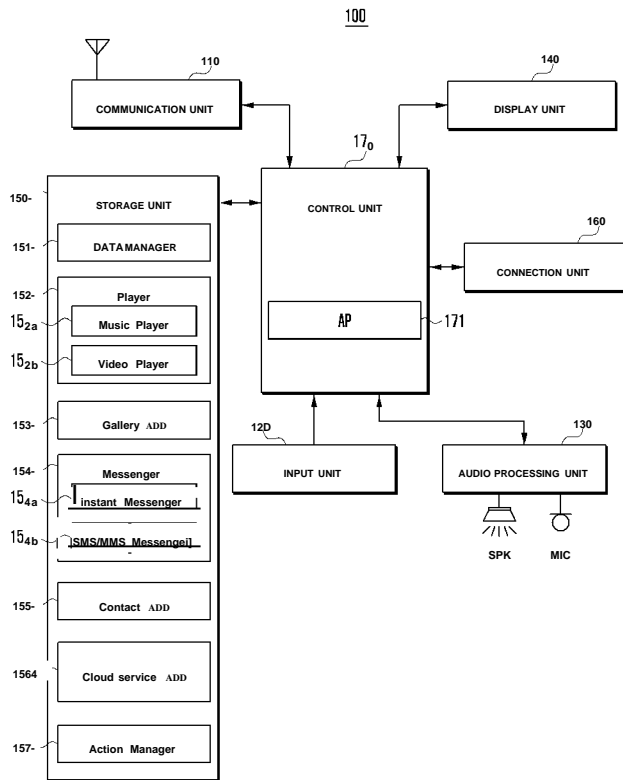 100
110
COMMUNICATION UNIT
140
DISPLAY UNIT
170
CONTROL UNIT
AP
171
160
CONNECTION UNIT
12D
INPUT UNIT
130
AUDIO PROCESSING UNIT
SPK
MIC
150-
STORAGE UNIT
151-
DATA MANAGER
152-
Player
152a
Music Player
152b
Video Player
153-
Gallery ADD
154-
Messenger
154a
instant Messenger
154b
SMS/MMS Messengei]
155-
Contact ADD
1564
Cloud service ADD
157-
Action Manager